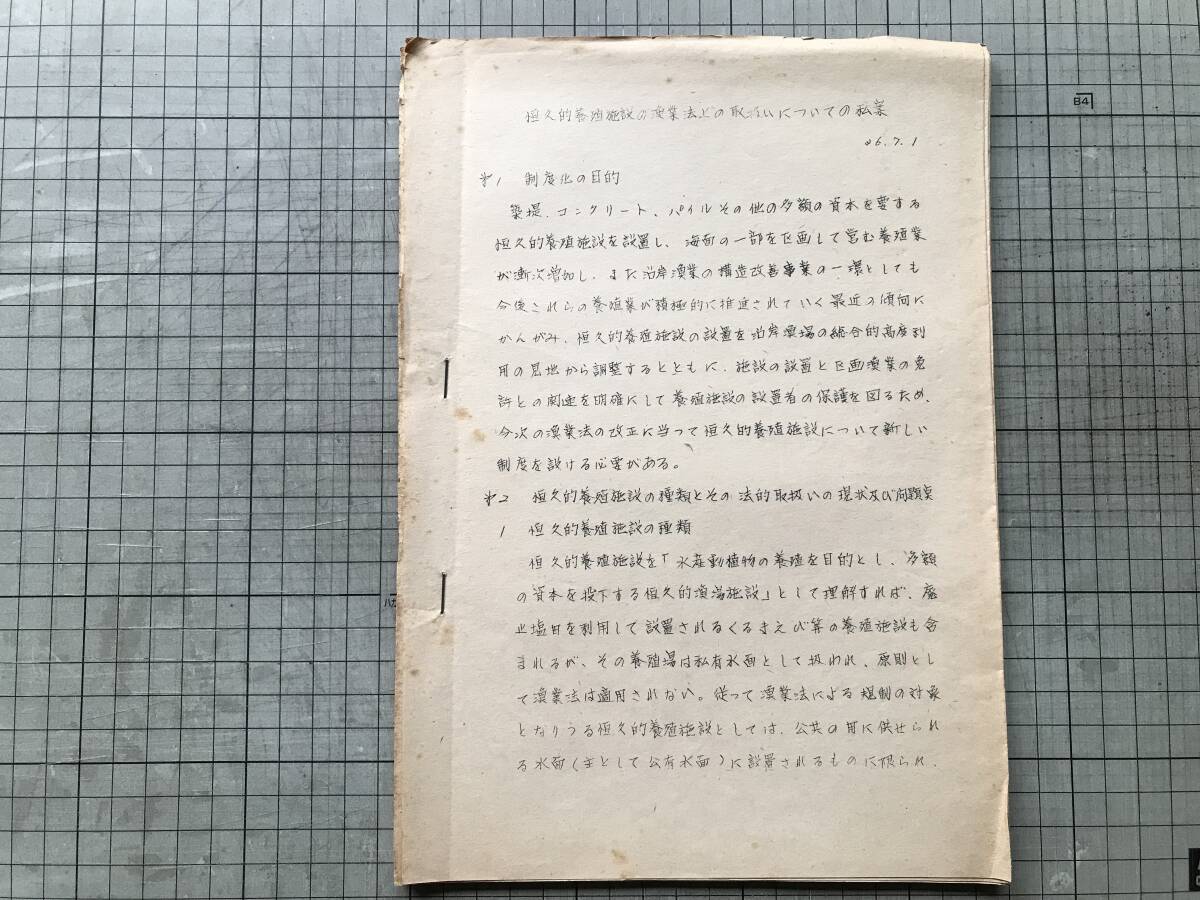 恒久的養殖施設の漁業法上の取扱いについての私案
36.7.1
オ1 制度化の目的
築堤、コンクリート、パイルその他の多額の資本を要する
恒久的養殖施設を設置し、海面の一部を区画して営む養殖業
が漸次増加し、また沿岸漁業の構造改善事業の一環としても
今後これらの養殖業が積極的に推進されていく最近の傾向に
かんがみ、恒久的養殖施設の設置を沿岸漁場の総合的高度利
用の見地から調整するとともに、施設の設置と区画漁業の免
許との関連を明確にして養殖施設の設置者の保護を図るため、
今次の漁業法の改正に当って恒久的養殖施設について新しい
制度を設ける必要がある。
オ2 恒久的養殖施設の種類とその法的取扱いの現状及び問題点
1 恒久的養殖施設の種類
恒久的養殖施設を「水産動植物の養殖を目的とし、多額
の資本を投下する恒久的漁場施設」として理解すれば、廃
止塩田を利用して設置されるくるまえび等の養殖施設も含
まれるが、その養殖場は私有水面として扱われ、原則とし
て漁業法は適用されない。従って漁業法による規制の対象
となりうる恒久的養殖施設としては、公共の用に供せられ
る水面(主として公有水面)に設置されるものに限られ、
B4